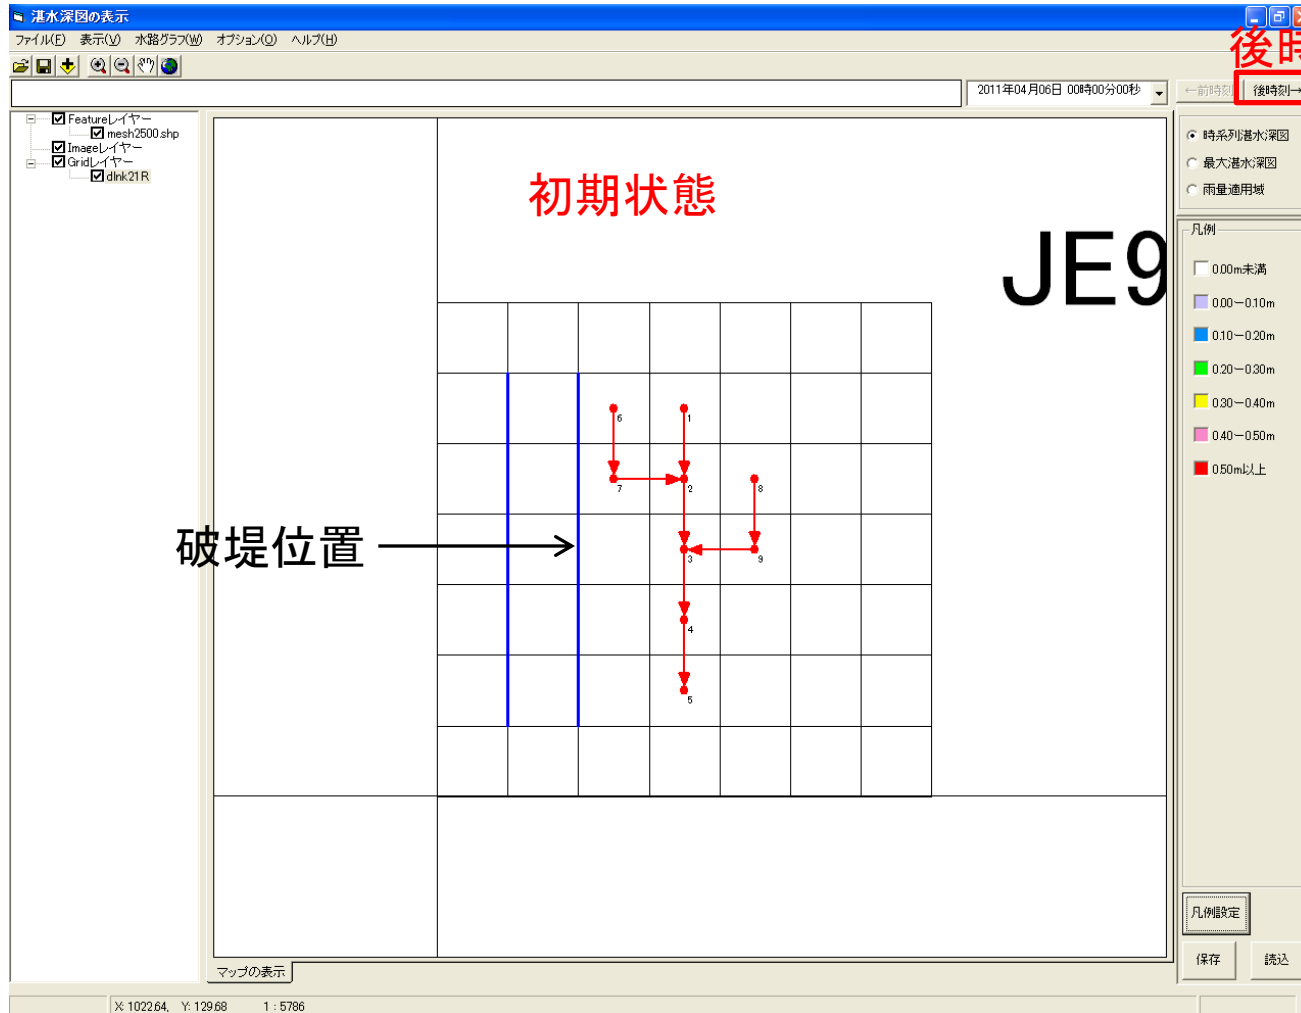 湛水深図の表示
ファイル(F) 表示(V) 水路グラフ(W) オプション(O) ヘルプ(H)
後時
2011年04月06日 00時00分00秒
←前時刻 後時刻→
Featureレイヤー
mesh2500.shp
Imageレイヤー
Gridレイヤー
dlnk21R
初期状態
JE9
破堤位置
6 1
7 2 8
3 9
4
5
時系列湛水深図
最大湛水深図
雨量適用域
凡例
0.00m未満
0.00～0.10m
0.10～0.20m
0.20～0.30m
0.30～0.40m
0.40～0.50m
0.50m以上
凡例設定
保存 読込
マップの表示
X: 1022.64, Y: 129.68 1 : 5786